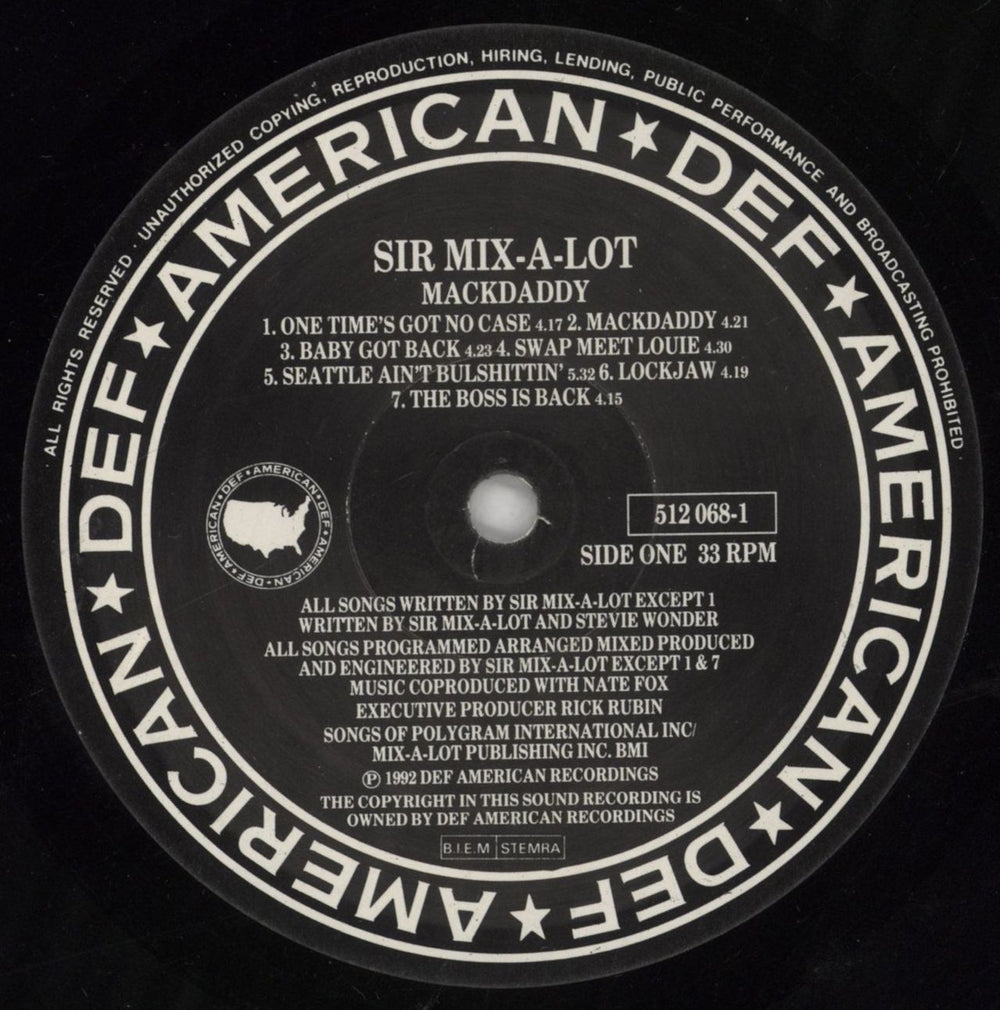 ALL RIGHTS RESERVED · UNAUTHORIZED COPYING, REPRODUCTION, HIRING, LENDING, PUBLIC PERFORMANCE AND BROADCASTING PROHIBITED ·
AMERICAN ★ DEF ★ AMERICAN ★ DEF ★ AMERICAN ★ DEF ★
SIR MIX-A-LOT
MACKDADDY
1. ONE TIME'S GOT NO CASE 4.17 2. MACKDADDY 4.21
3. BABY GOT BACK 4.23 4. SWAP MEET LOUIE 4.30
5. SEATTLE AIN'T BULSHITTIN' 5.32 6. LOCKJAW 4.19
7. THE BOSS IS BACK 4.15
DEF ★ AMERICAN ★ DEF ★ AMERICAN ★ DEF ★ AMERICAN ★
512 068-1
SIDE ONE 33 RPM
ALL SONGS WRITTEN BY SIR MIX-A-LOT EXCEPT 1
WRITTEN BY SIR MIX-A-LOT AND STEVIE WONDER
ALL SONGS PROGRAMMED ARRANGED MIXED PRODUCED
AND ENGINEERED BY SIR MIX-A-LOT EXCEPT 1 & 7
MUSIC COPRODUCED WITH NATE FOX
EXECUTIVE PRODUCER RICK RUBIN
SONGS OF POLYGRAM INTERNATIONAL INC/
MIX-A-LOT PUBLISHING INC. BMI
℗ 1992 DEF AMERICAN RECORDINGS
THE COPYRIGHT IN THIS SOUND RECORDING IS
OWNED BY DEF AMERICAN RECORDINGS
B.I.E.M STEMRA